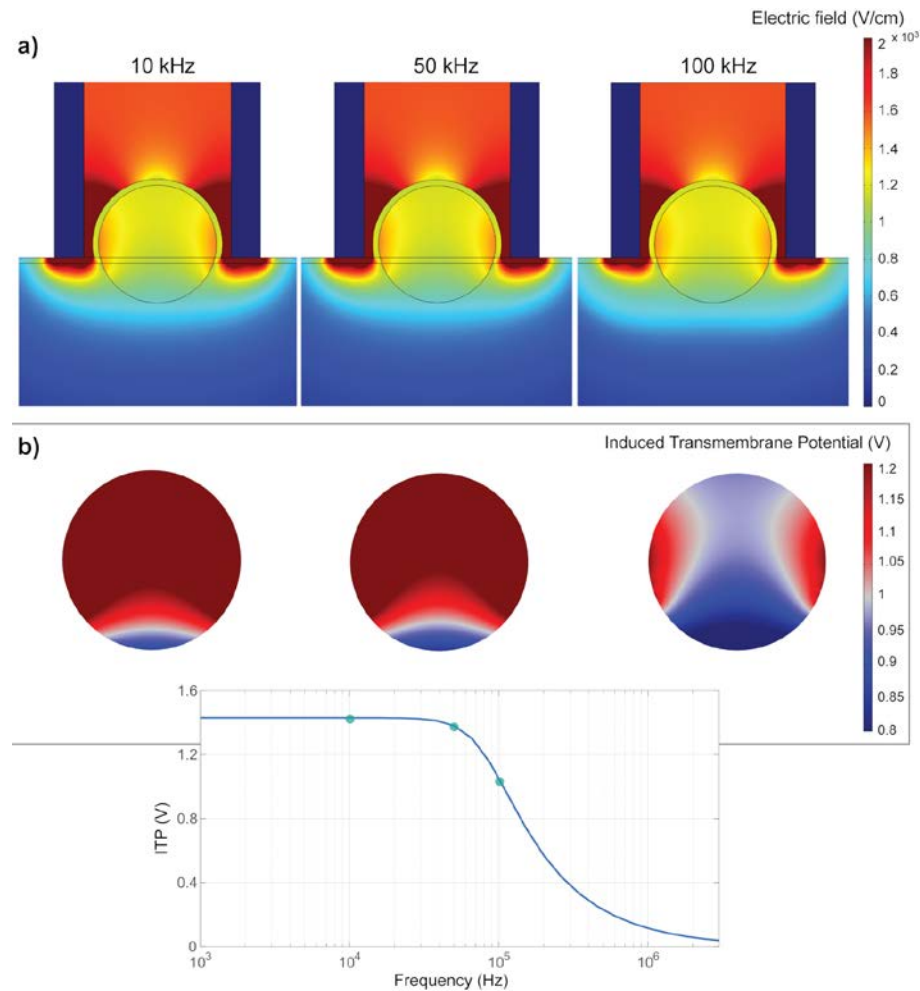 Electric field (V/cm)
a)
10 kHz
50 kHz
100 kHz
2 x 10³
1.8
1.6
1.4
1.2
1
0.8
0.6
0.4
0.2
0
b)
Induced Transmembrane Potential (V)
1.2
1.15
1.1
1.05
1
0.95
0.9
0.85
0.8
1.6
1.2
0.8
0.4
0
ITP (V)
10³
10⁴
10⁵
10⁶
Frequency (Hz)